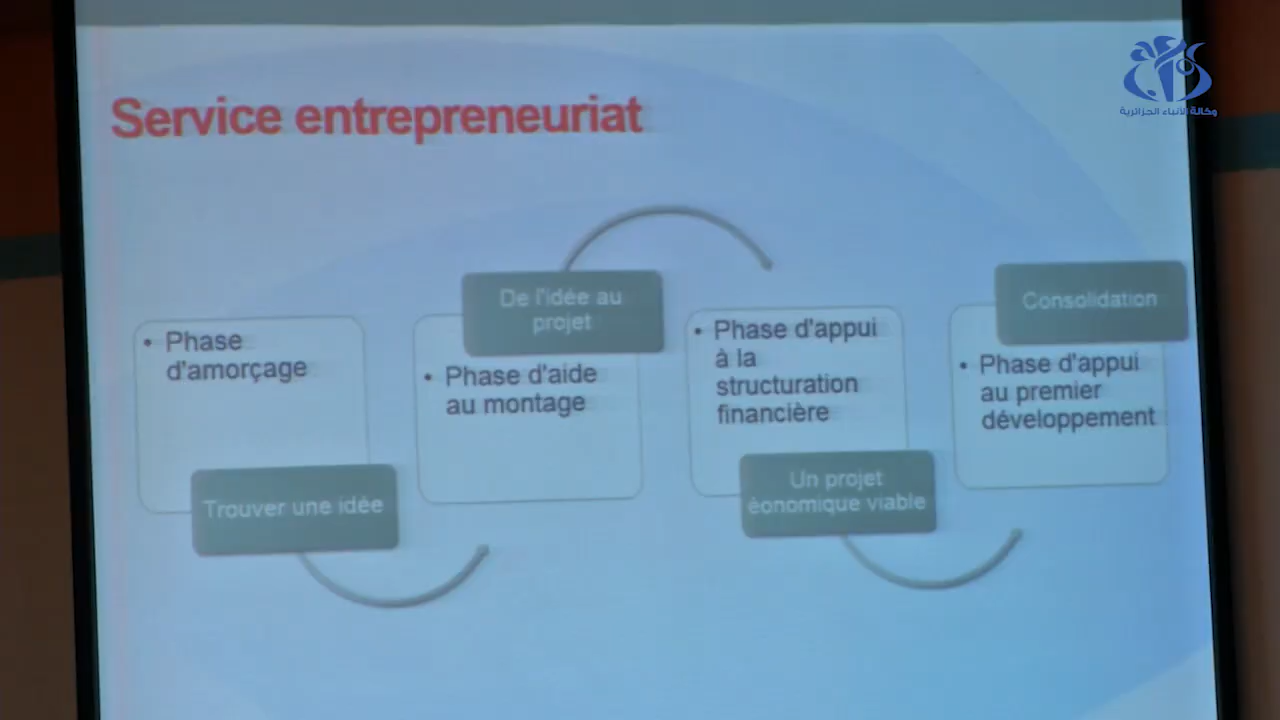 وكالة الأنباء الجزائرية
Service entrepreneuriat
• Phase
d'amorçage
Trouver une idée
De l'idée au
projet
• Phase d'aide
au montage
• Phase d'appui
à la
structuration
financière
Un projet
éonomique viable
Consolidation
• Phase d'appui
au premier
développement